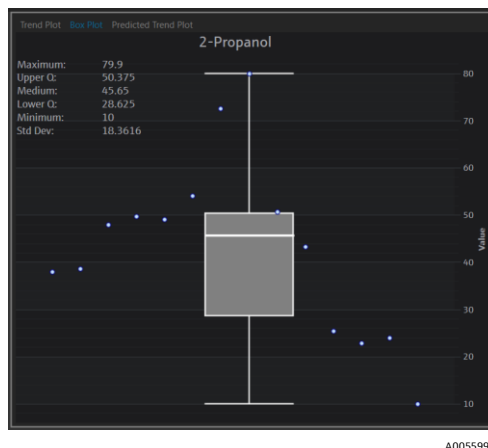 Trend Plot Box Plot Predicted Trend Plot
2-Propanol
Maximum: 79.9
Upper Q: 50.375
Medium: 45.65
Lower Q: 28.625
Minimum: 10
Std Dev: 18.3616
80
70
60
50
Value
40
30
20
10
A005599